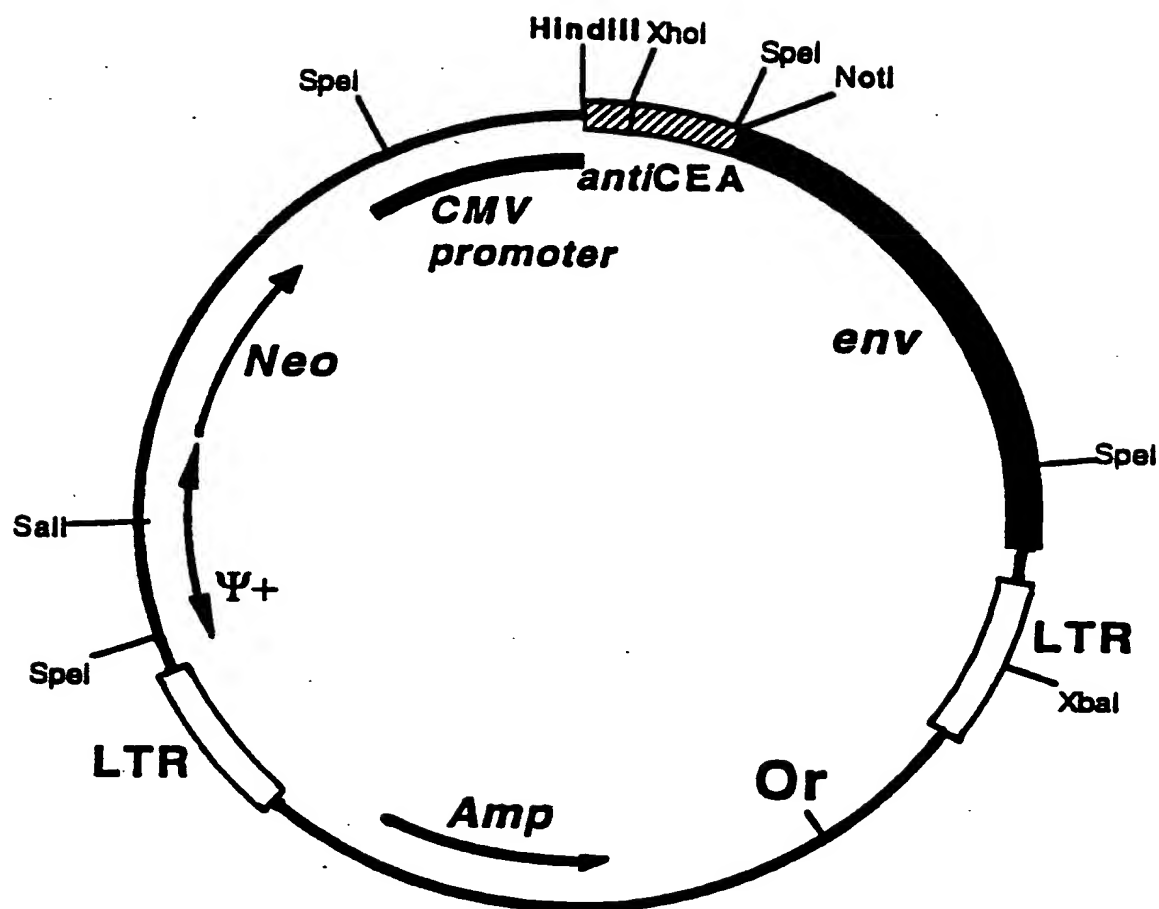 HindIII XhoI
SpeI
SpeI
NotI
antiCEA
CMV
promoter
Neo
env
SpeI
SalI
Ψ+
SpeI
LTR
XbaI
LTR
Or
Amp